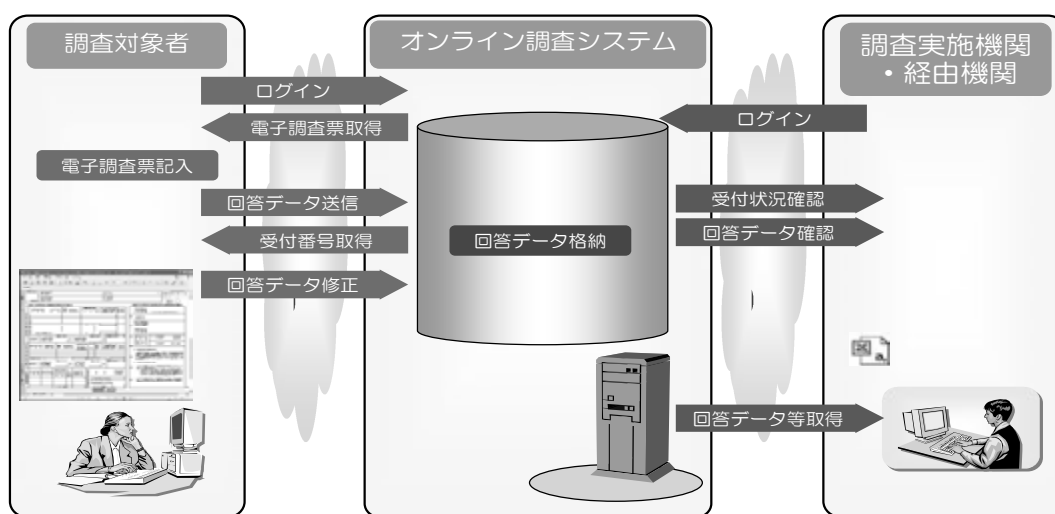 調査対象者
オンライン調査システム
調査実施機関
・経由機関
ログイン
電子調査票取得
電子調査票記入
回答データ送信
受付番号取得
回答データ修正
回答データ格納
ログイン
受付状況確認
回答データ確認
回答データ等取得